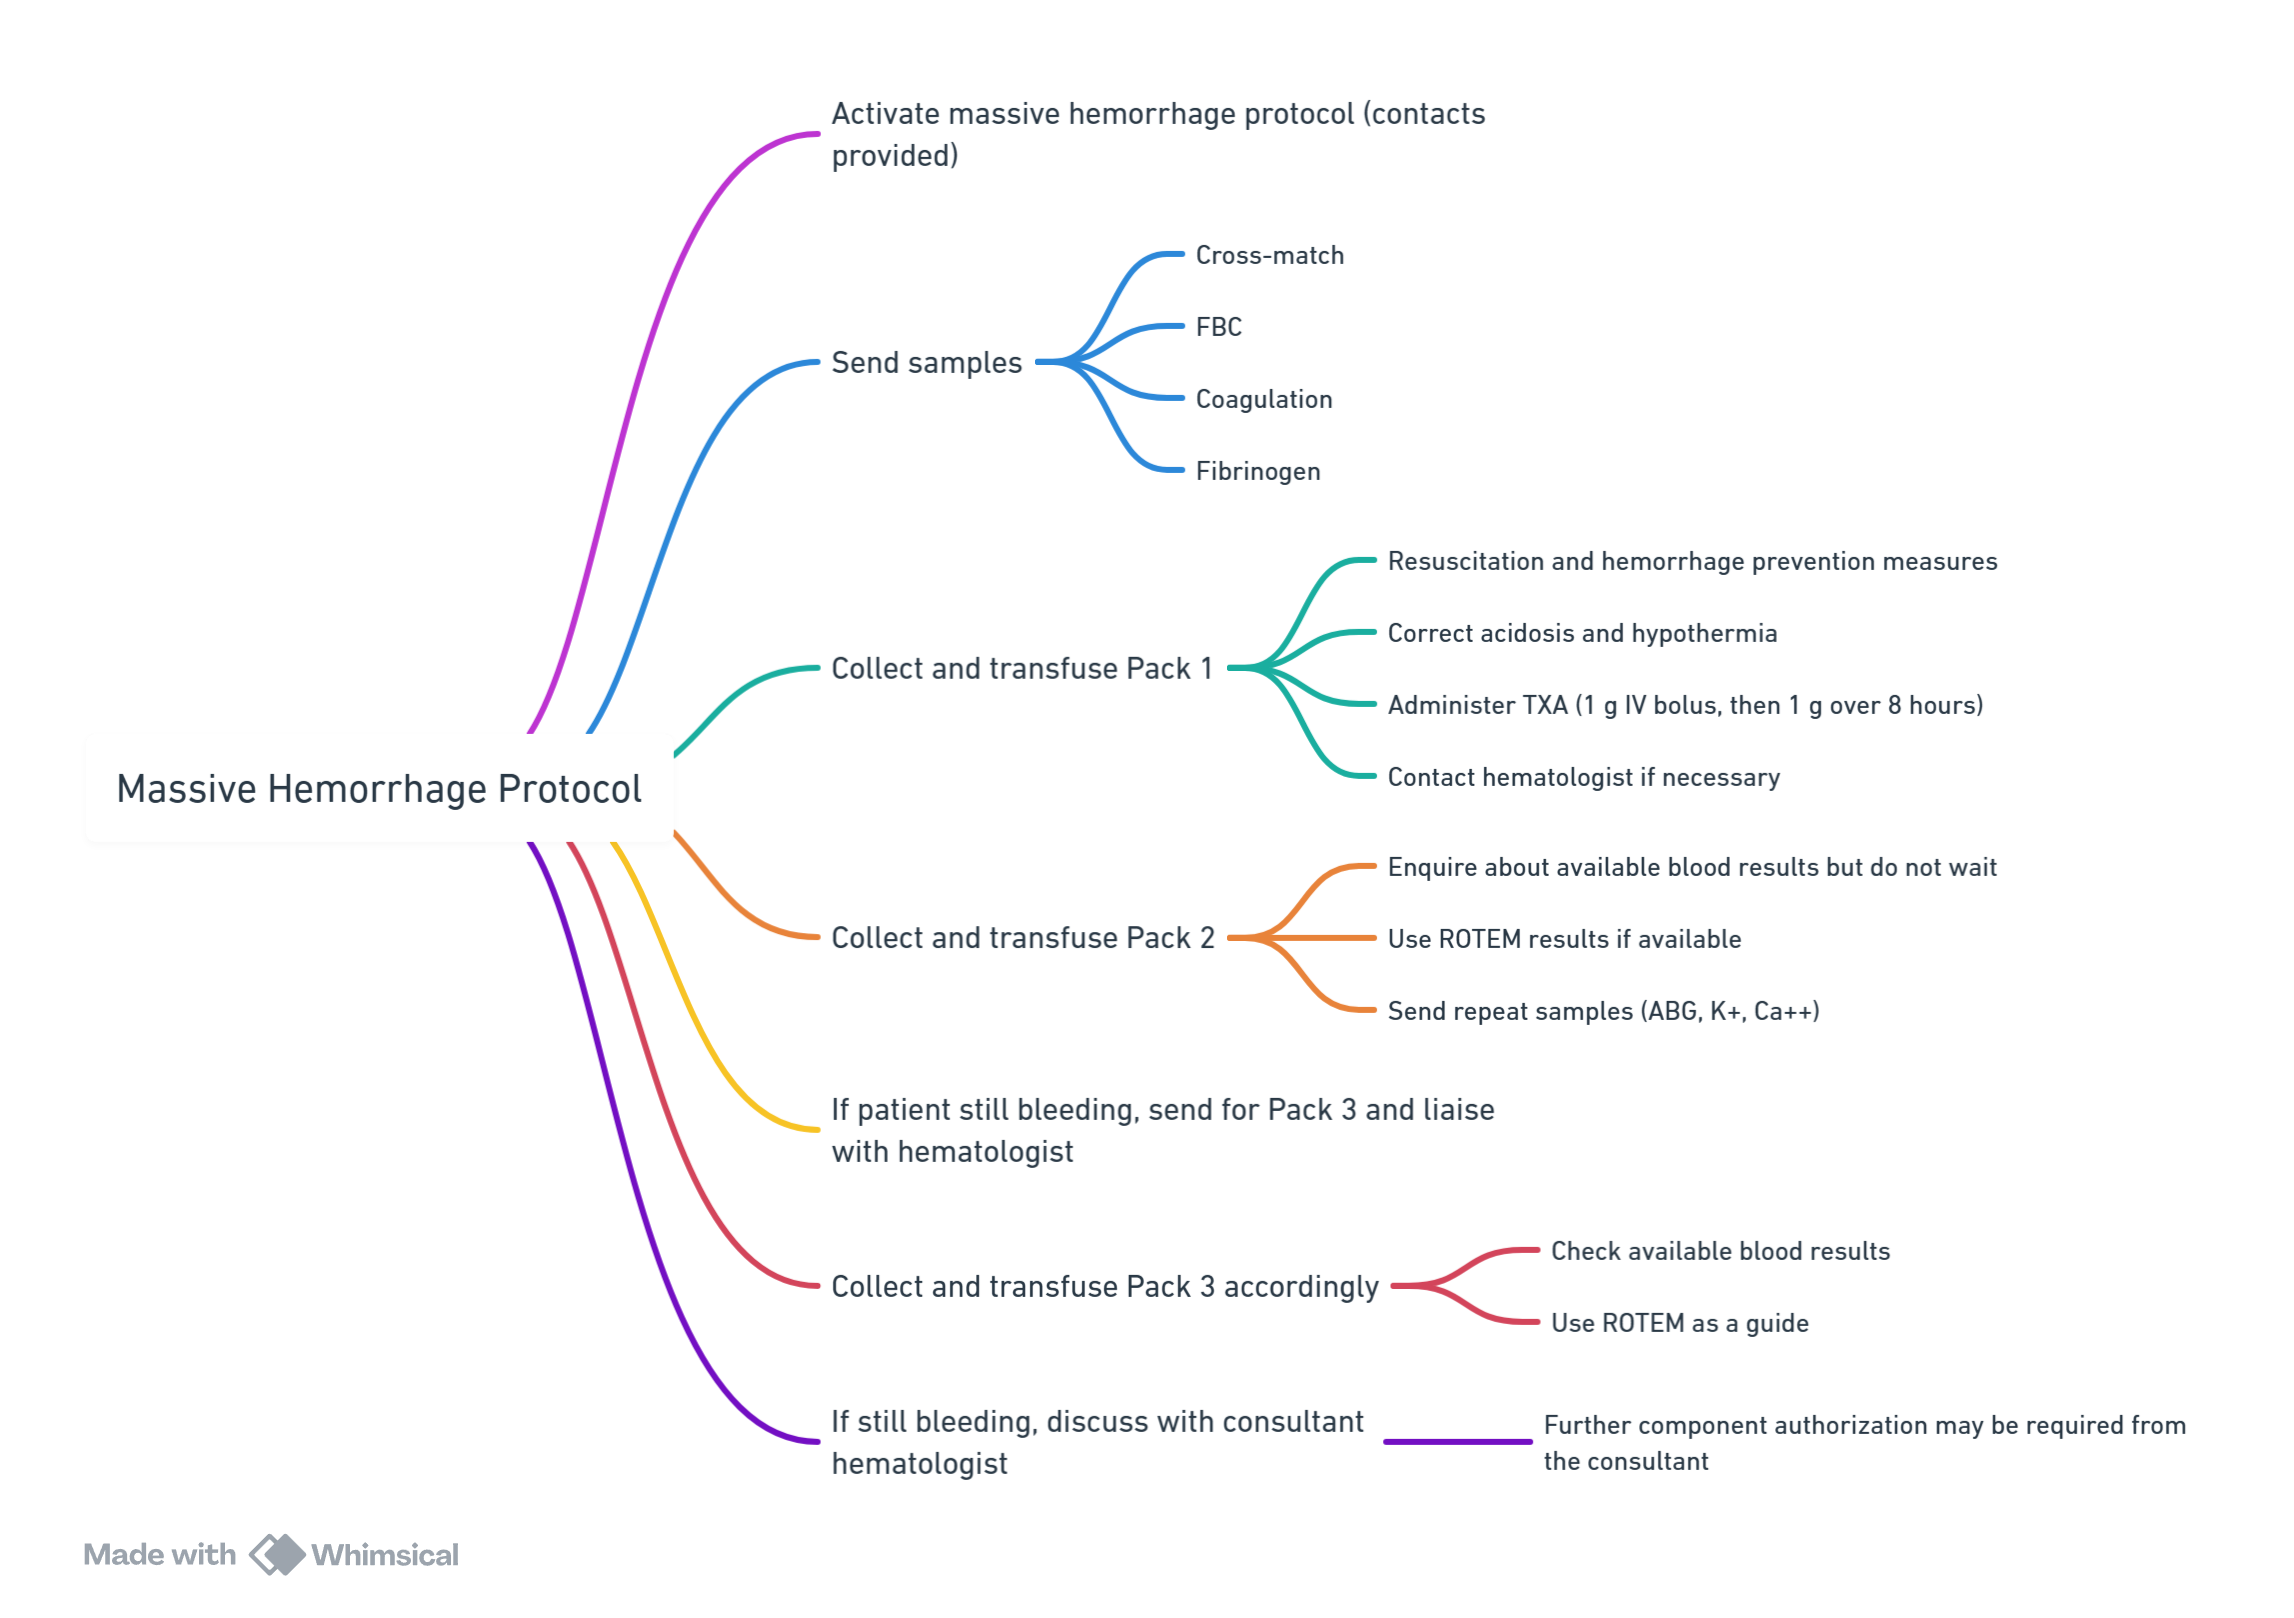 Activate massive hemorrhage protocol (contacts
provided)
Cross-match
FBC
Send samples
Coagulation
Fibrinogen
Resuscitation and hemorrhage prevention measures
Correct acidosis and hypothermia
Collect and transfuse Pack 1
Administer TXA (1 g IV bolus, then 1 g over 8 hours)
Contact hematologist if necessary
Massive Hemorrhage Protocol
Enquire about available blood results but do not wait
Collect and transfuse Pack 2
Use ROTEM results if available
Send repeat samples (ABG, K+, Ca++)
If patient still bleeding, send for Pack 3 and liaise
with hematologist
Check available blood results
Collect and transfuse Pack 3 accordingly
Use ROTEM as a guide
If still bleeding, discuss with consultant
hematologist
Further component authorization may be required from
the consultant
Made with Whimsical